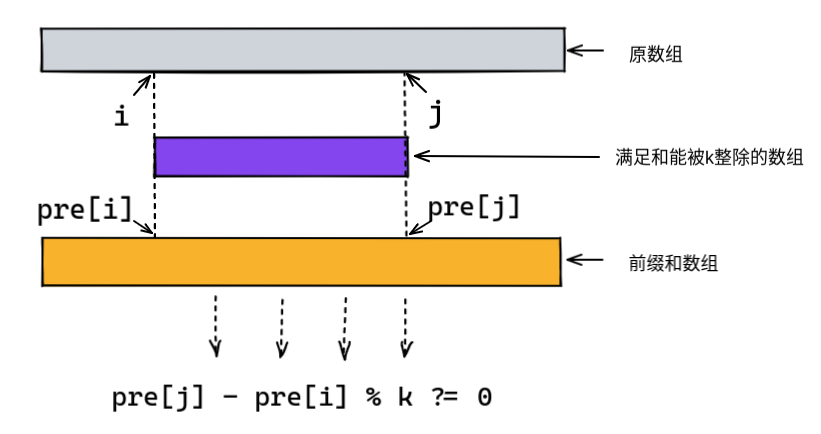 原数组
i
j
满足和能被k整除的数组
pre[i]
pre[j]
前缀和数组
pre[j] - pre[i] % k ?= 0